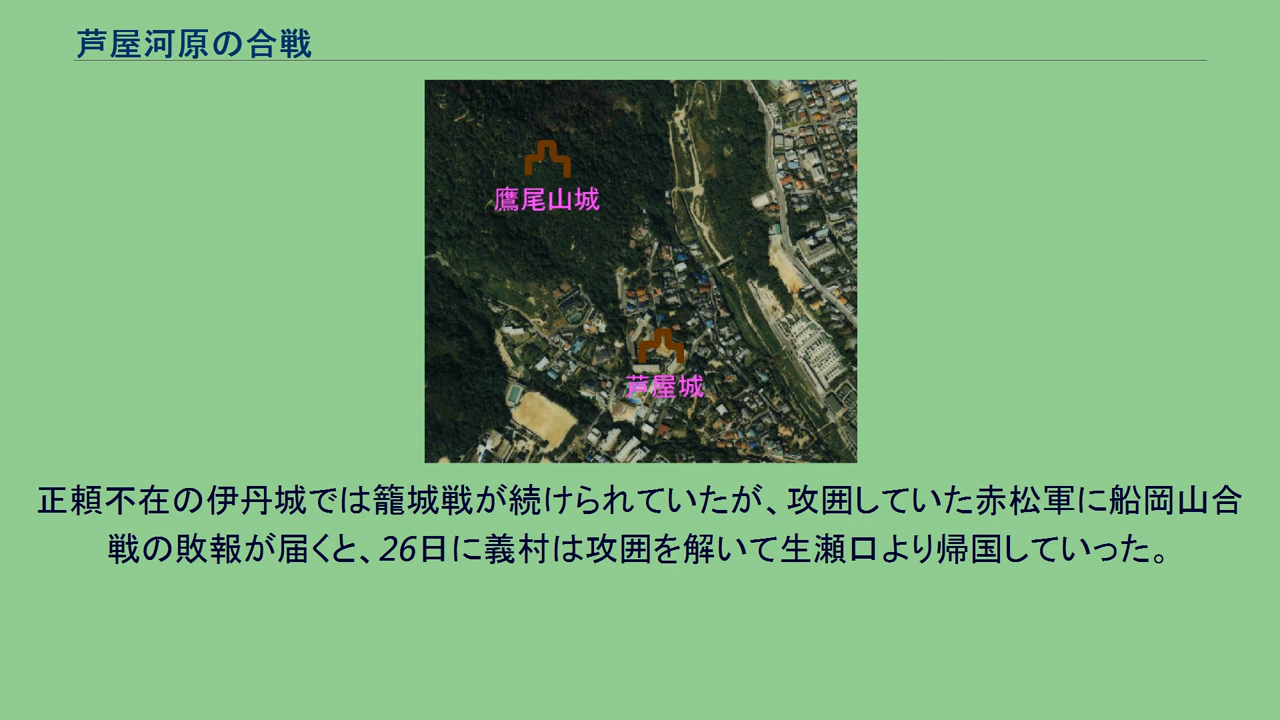 芦屋河原の合戦
鷹尾山城
芦屋城
正頼不在の伊丹城では籠城戦が続けられていたが、攻囲していた赤松軍に船岡山合
戦の敗報が届くと、26日に義村は攻囲を解いて生瀬口より帰国していった。